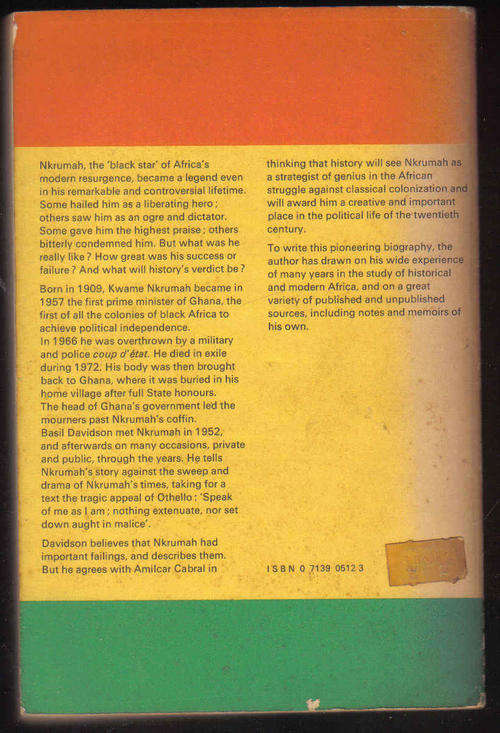 Nkrumah, the 'black star' of Africa's
modern resurgence, became a legend even
in his remarkable and controversial lifetime.
Some hailed him as a liberating hero;
others saw him as an ogre and dictator.
Some gave him the highest praise; others
bitterly condemned him. But what was he
really like? How great was his success or
failure? And what will history's verdict be?
Born in 1909, Kwame Nkrumah became in
1957 the first prime minister of Ghana, the
first of all the colonies of black Africa to
achieve political independence.
In 1966 he was overthrown by a military
and police coup d'état. He died in exile
during 1972. His body was then brought
back to Ghana, where it was buried in his
home village after full State honours.
The head of Ghana's government led the
mourners past Nkrumah's coffin.
Basil Davidson met Nkrumah in 1952,
and afterwards on many occasions, private
and public, through the years. He tells
Nkrumah's story against the sweep and
drama of Nkrumah's times, taking for a
text the tragic appeal of Othello: 'Speak
of me as I am; nothing extenuate, nor set
down aught in malice'.
Davidson believes that Nkrumah had
important failings, and describes them.
But he agrees with Amilcar Cabral in
thinking that history will see Nkrumah as
a strategist of genius in the African
struggle against classical colonization and
will award him a creative and important
place in the political life of the twentieth
century.
To write this pioneering biography, the
author has drawn on his wide experience
of many years in the study of historical
and modern Africa, and on a great
variety of published and unpublished
sources, including notes and memoirs of
his own.
ISBN 0 7139 0512 3